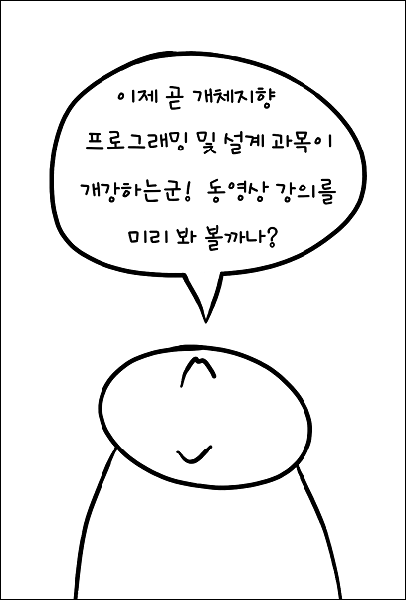 이제 곧 개체지향
프로그래밍 및 설계 과목이
개강하는군! 동영상 강의를
미리 봐 볼까나?